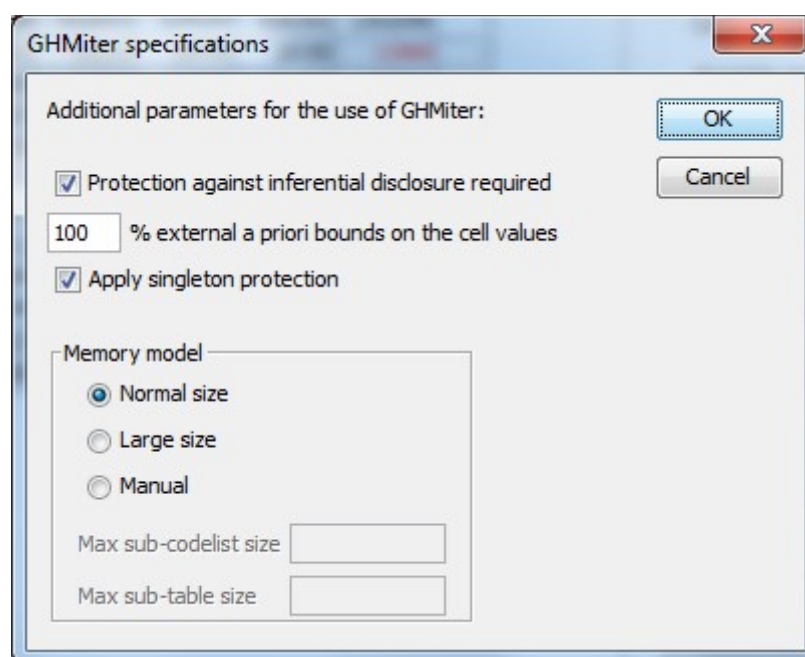 GHMiter specifications
Additional parameters for the use of GHMiter:
OK
Protection against inferential disclosure required
Cancel
100 % external a priori bounds on the cell values
Apply singleton protection
Memory model
Normal size
Large size
Manual
Max sub-codelist size
Max sub-table size